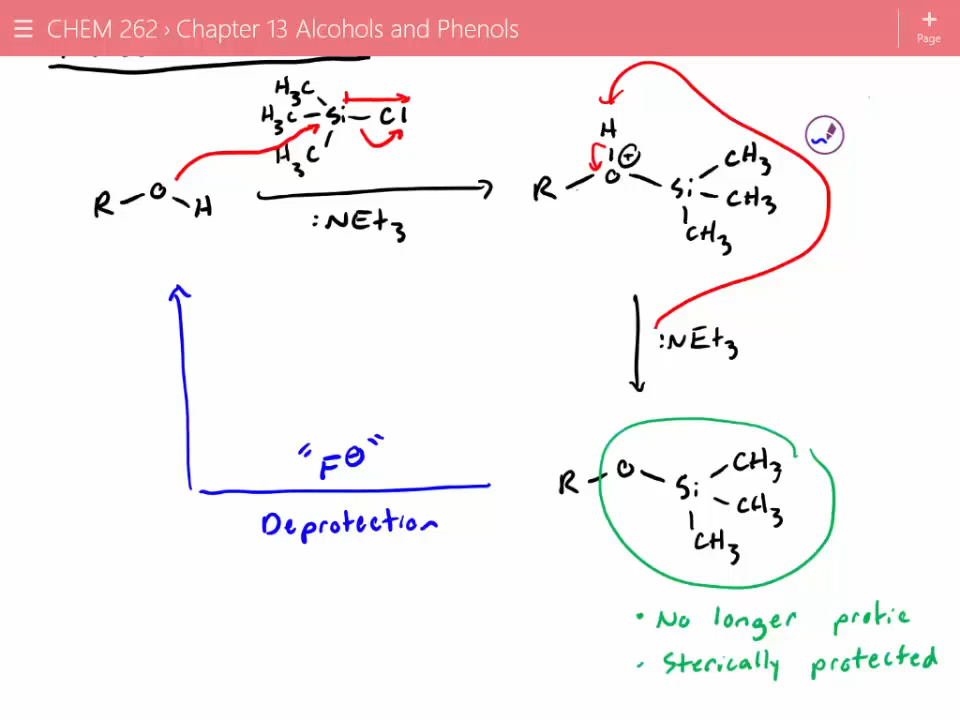 ☰ CHEM 262 › Chapter 13 Alcohols and Phenols
+
Page
H3C
H3C Si Cl
H3C
R O H
:NEt3
H
R O ⊕ Si CH3
CH3
CH3
:NEt3
"F⊖"
Deprotection
R O Si CH3
CH3
CH3
• No longer protic
• Sterically protected